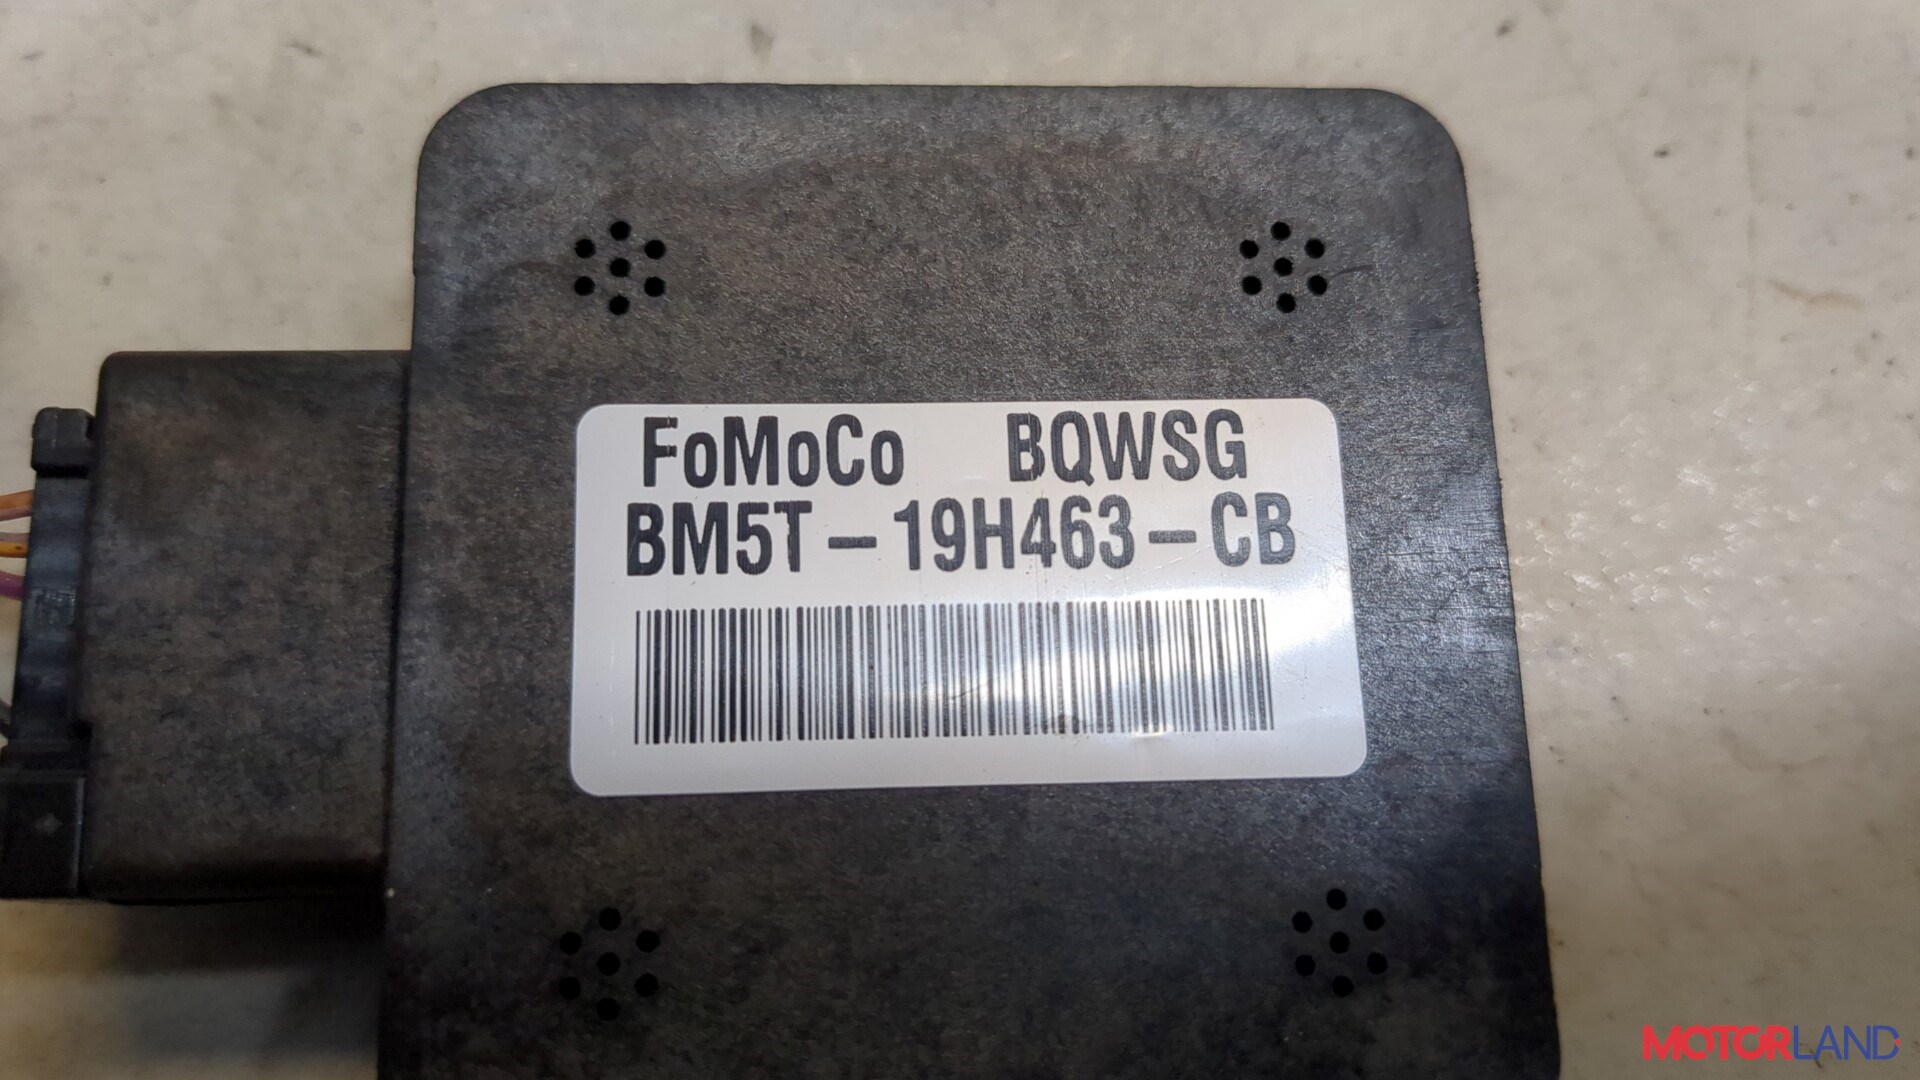 FoMoCo BQWSG
BM5T-19H463-CB
MOTORLAND